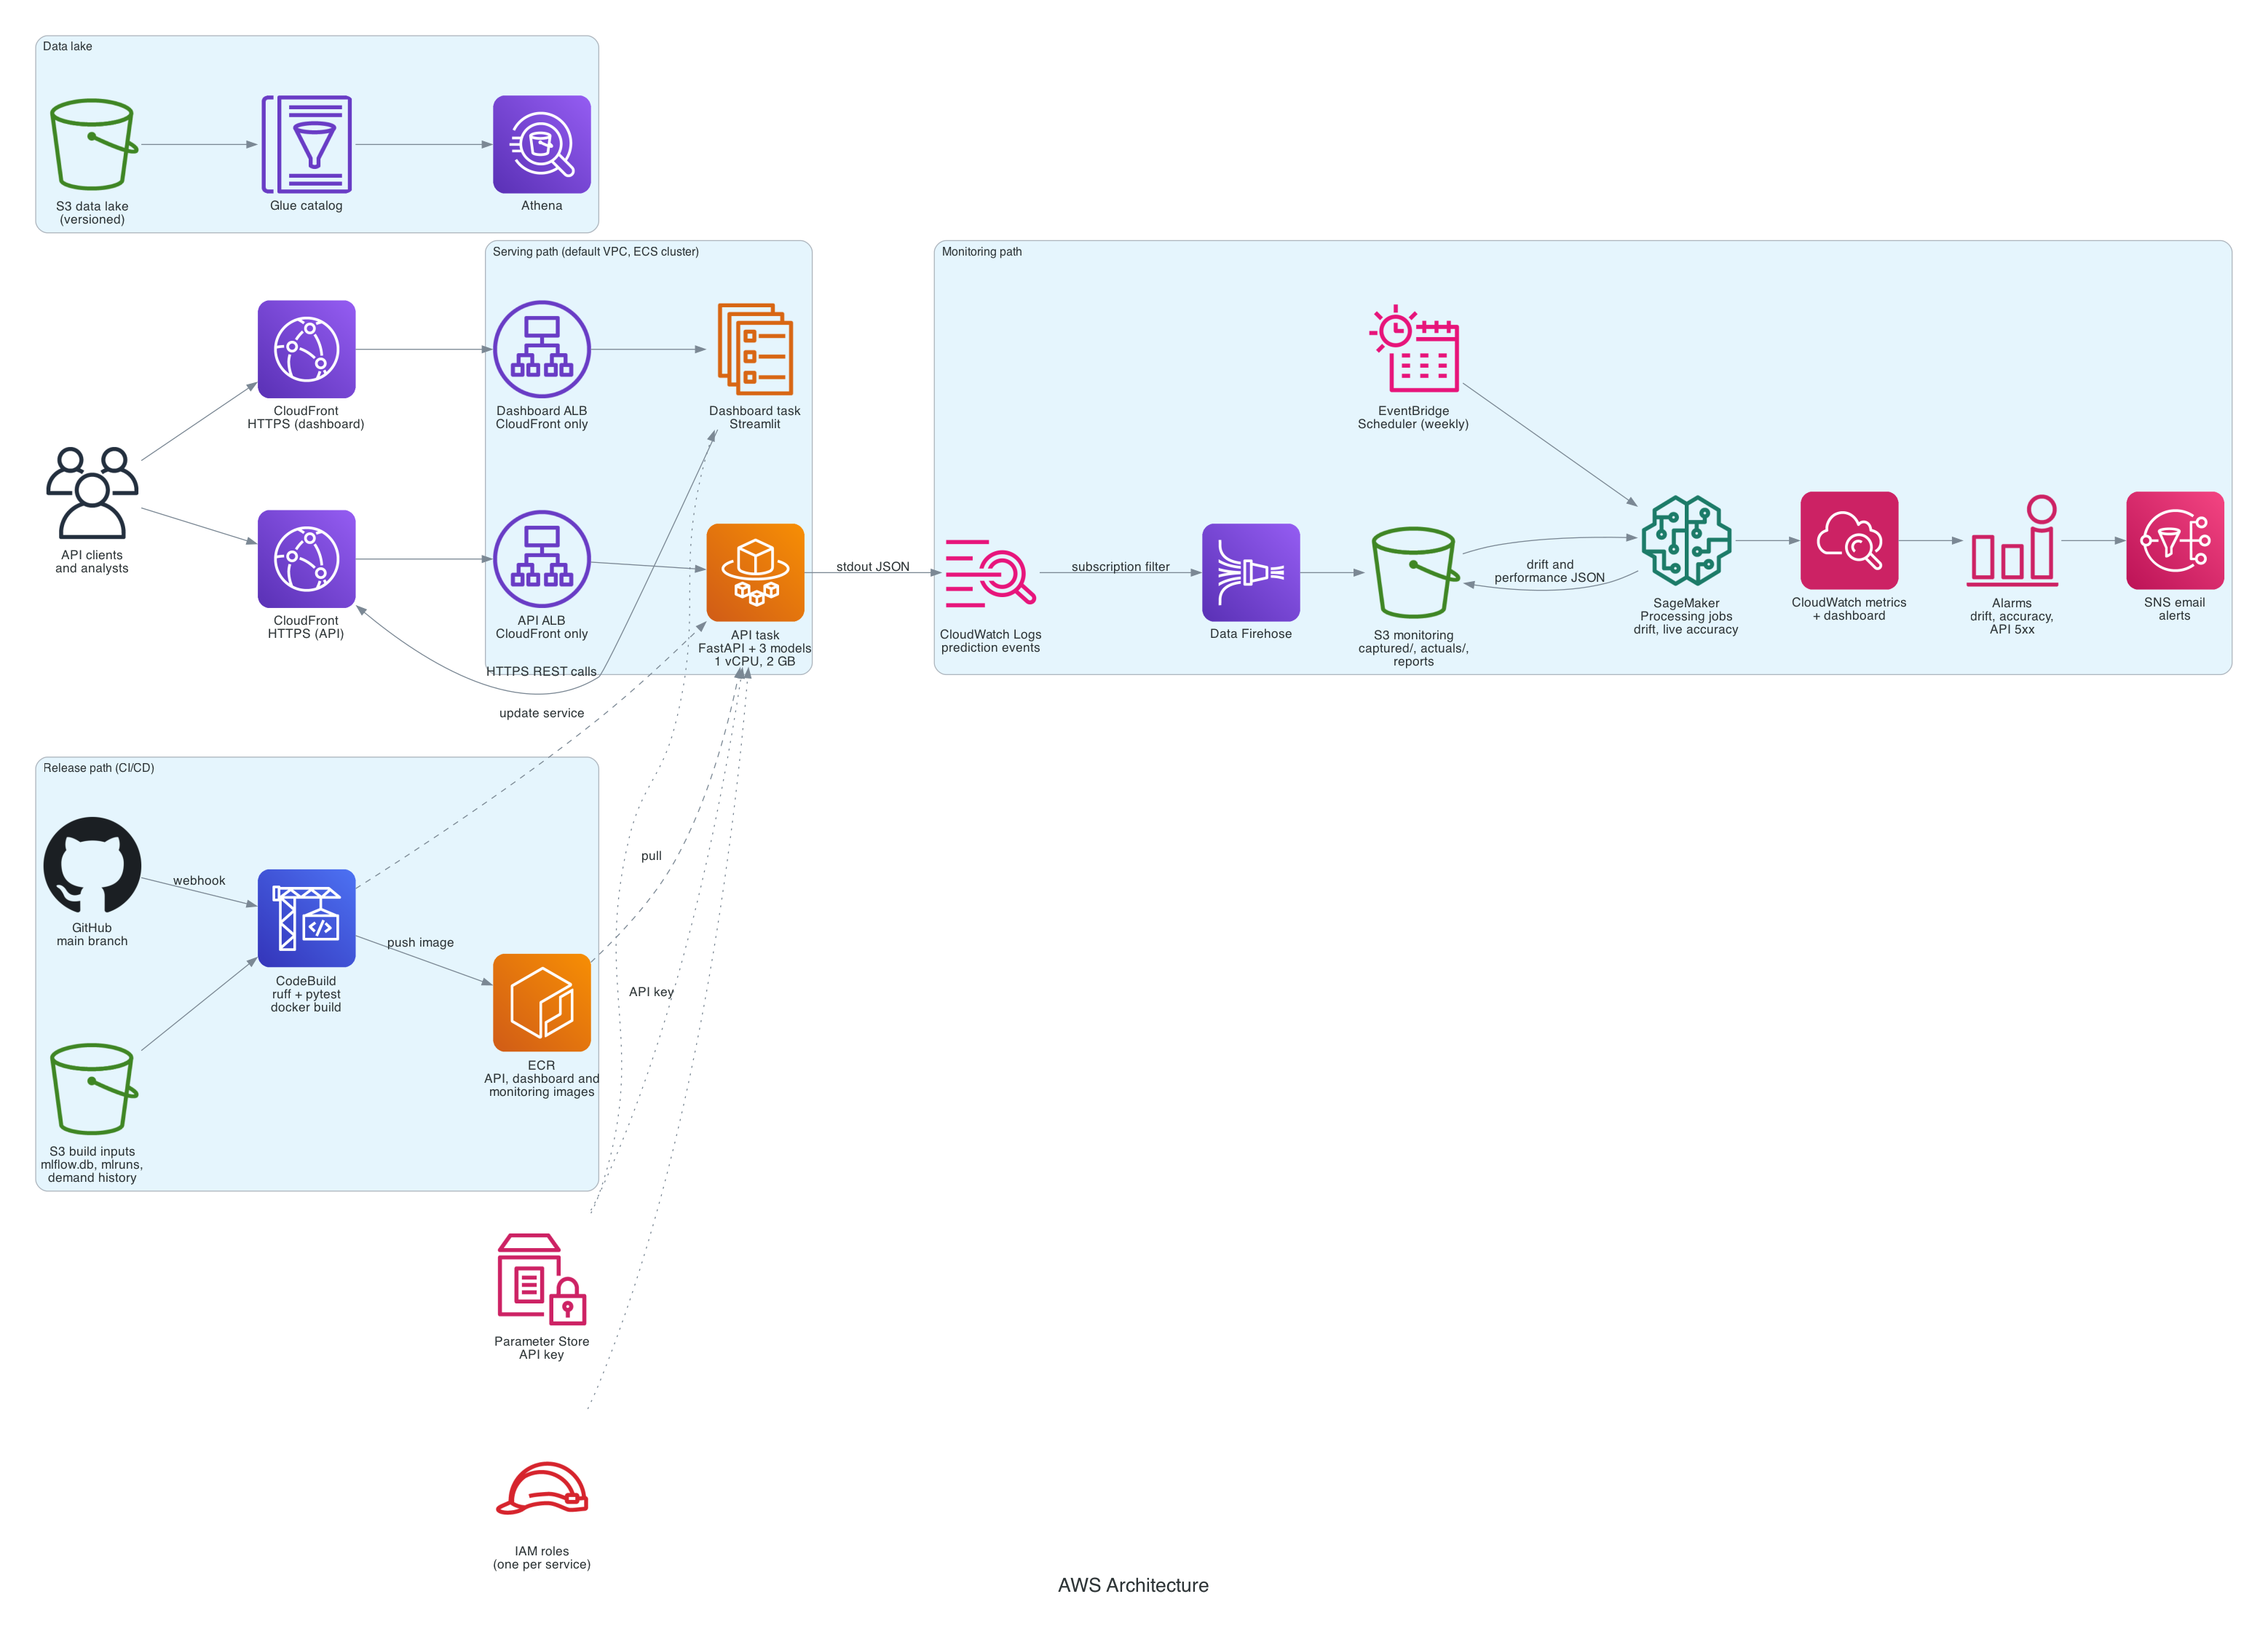 Data lake
S3 data lake
(versioned)
Glue catalog
Athena
Serving path (default VPC, ECS cluster)
Monitoring path
CloudFront
HTTPS (dashboard)
Dashboard ALB
CloudFront only
Dashboard task
Streamlit
EventBridge
Scheduler (weekly)
API clients
and analysts
CloudFront
HTTPS (API)
API ALB
CloudFront only
API task
FastAPI + 3 models
1 vCPU, 2 GB
stdout JSON
CloudWatch Logs
prediction events
subscription filter
Data Firehose
S3 monitoring
captured/, actuals/,
reports
drift and
performance JSON
SageMaker
Processing jobs
drift, live accuracy
CloudWatch metrics
+ dashboard
Alarms
drift, accuracy,
API 5xx
SNS email
alerts
HTTPS REST calls
update service
Release path (CI/CD)
GitHub
main branch
webhook
CodeBuild
ruff + pytest
docker build
push image
pull
API key
ECR
API, dashboard and
monitoring images
S3 build inputs
mlflow.db, mlruns,
demand history
Parameter Store
API key
IAM roles
(one per service)
AWS Architecture